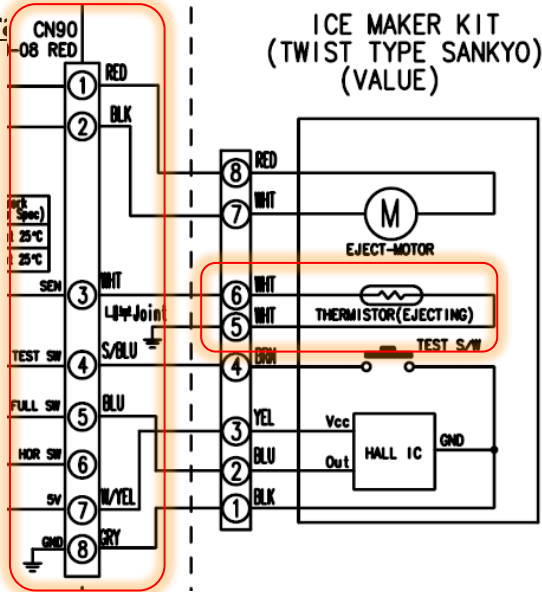 CN90
-08 RED
ICE MAKER KIT
(TWIST TYPE SANKYO)
(VALUE)
1 RED
2 BLK
8 RED
7 WHT
M
EJECT-MOTOR
Spec)
25°C
25°C
SEN 3 WHT
Joint
6 WHT
5 WHT
THERMISTOR(EJECTING)
TEST SW 4 S/BLU
4 BRN
TEST S/W
FULL SW 5 BLU
HOR SW 6
5V 7 W/YEL
GND 8 GRY
3 YEL
2 BLU
1 BLK
Vcc
Out
HALL IC
GND